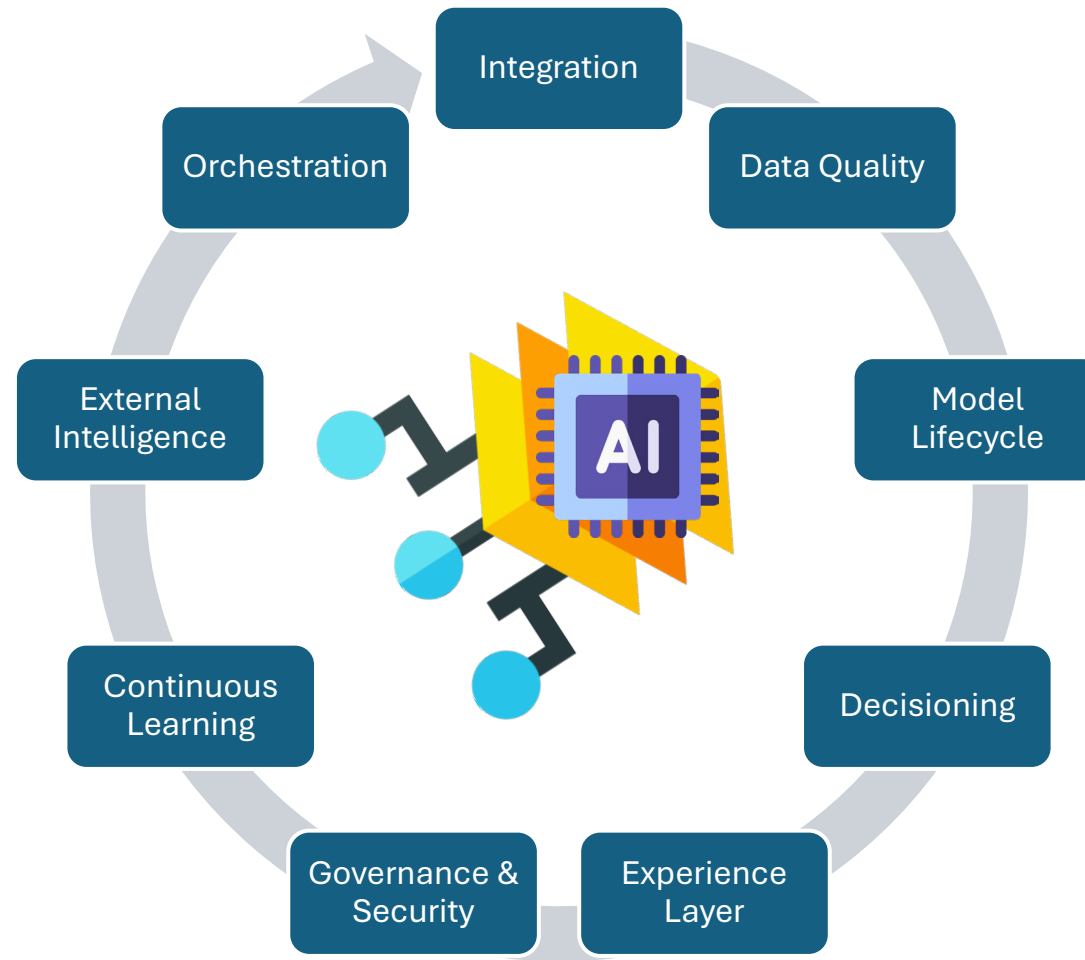 Integration
Data Quality
Model
Lifecycle
Decisioning
Experience
Layer
Governance &
Security
Continuous
Learning
External
Intelligence
Orchestration
AI